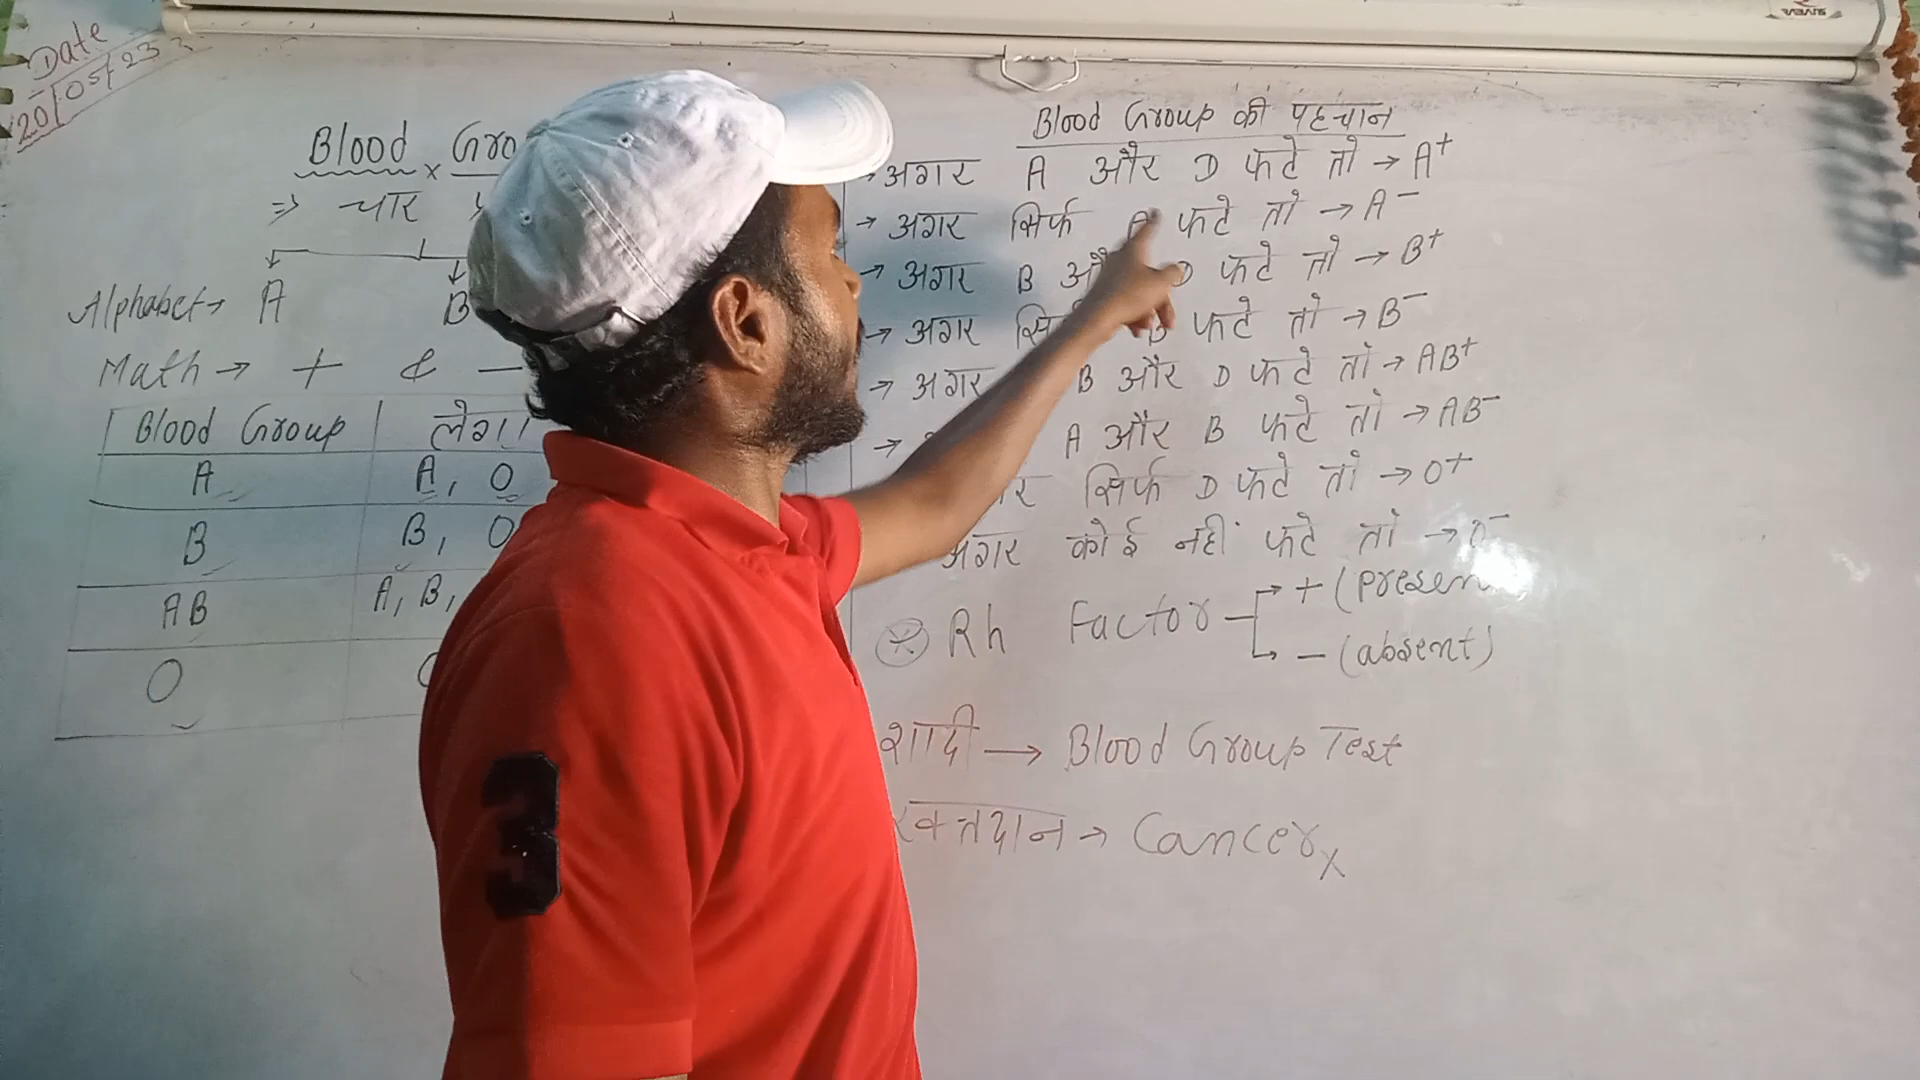 Date
20/05/23
Blood Gro
⇒ चार
Alphabet→ A B
Math→ + & —
Blood Group | लेगा
A | A, O
B | B, O
AB | A, B,
O
Blood Group की पहचान
→अगर A और D फटे तो → A⁺
→ अगर सिर्फ A फटे तो → A⁻
→ अगर B और D फटे तो → B⁺
→ अगर B फटे तो → B⁻
→ अगर B और D फटे तो → AB⁺
→ A और B फटे तो → AB⁻
सिर्फ D फटे तो → O⁺
अगर कोई नहीं फटे तो → O⁻
Rh Factor + (presen
– (absent)
शादी → Blood Group Test
रक्तदान → Cancer x
3